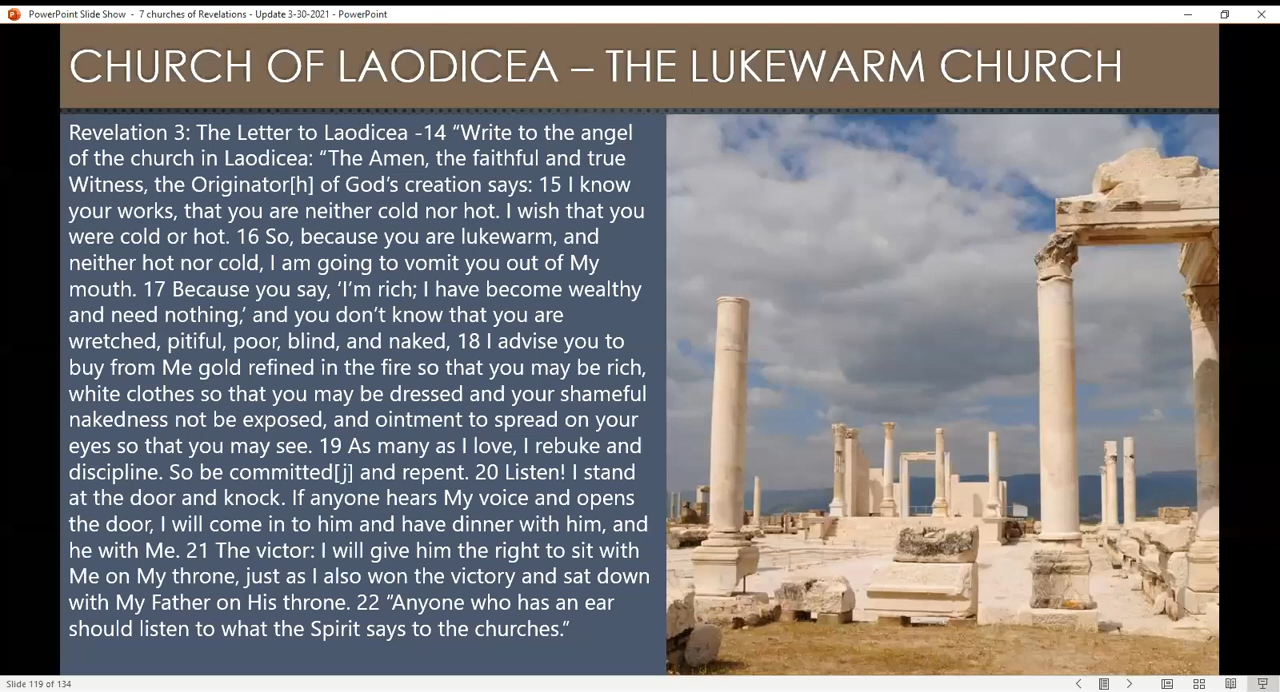 PowerPoint Slide Show - 7 churches of Revelations - Update 3-30-2021 - PowerPoint
CHURCH OF LAODICEA – THE LUKEWARM CHURCH
Revelation 3: The Letter to Laodicea -14 “Write to the angel
of the church in Laodicea: “The Amen, the faithful and true
Witness, the Originator[h] of God’s creation says: 15 I know
your works, that you are neither cold nor hot. I wish that you
were cold or hot. 16 So, because you are lukewarm, and
neither hot nor cold, I am going to vomit you out of My
mouth. 17 Because you say, ‘I’m rich; I have become wealthy
and need nothing,’ and you don’t know that you are
wretched, pitiful, poor, blind, and naked, 18 I advise you to
buy from Me gold refined in the fire so that you may be rich,
white clothes so that you may be dressed and your shameful
nakedness not be exposed, and ointment to spread on your
eyes so that you may see. 19 As many as I love, I rebuke and
discipline. So be committed[j] and repent. 20 Listen! I stand
at the door and knock. If anyone hears My voice and opens
the door, I will come in to him and have dinner with him, and
he with Me. 21 The victor: I will give him the right to sit with
Me on My throne, just as I also won the victory and sat down
with My Father on His throne. 22 “Anyone who has an ear
should listen to what the Spirit says to the churches.”
Slide 119 of 134